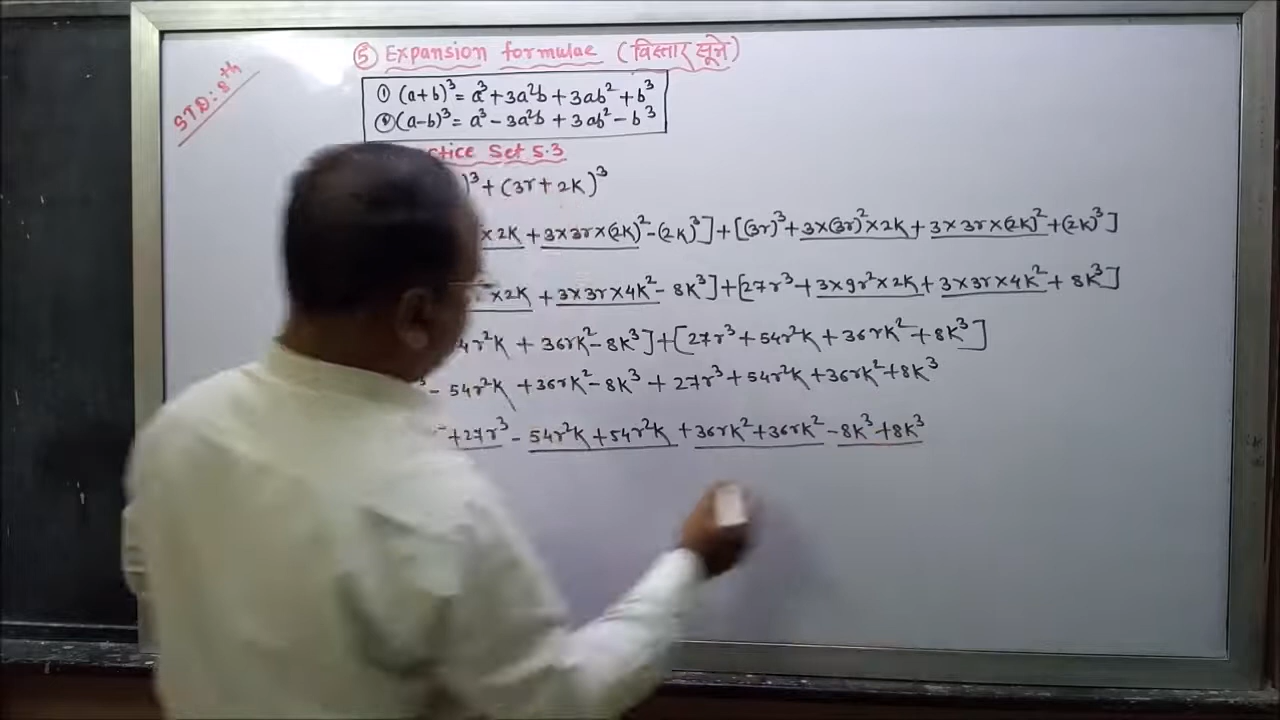 ⑤ Expansion formulae (विस्तार सूत्रे)
STD: 8th
① (a+b)³ = a³ + 3a²b + 3ab² + b³
② (a-b)³ = a³ - 3a²b + 3ab² - b³
Set 5.3
)³ + (3r + 2k)³
×2k + 3×3r×(2k)² - (2k)³] + [(3r)³ + 3×(3r)²×2k + 3×3r×(2k)² + (2k)³]
×2k + 3×3r×4k² - 8k³] + [27r³ + 3×9r²×2k + 3×3r×4k² + 8k³]
4r²k + 36rk² - 8k³] + [27r³ + 54r²k + 36rk² + 8k³]
- 54r²k + 36rk² - 8k³ + 27r³ + 54r²k + 36rk² + 8k³
+27r³ - 54r²k + 54r²k + 36rk² + 36rk² - 8k³ + 8k³